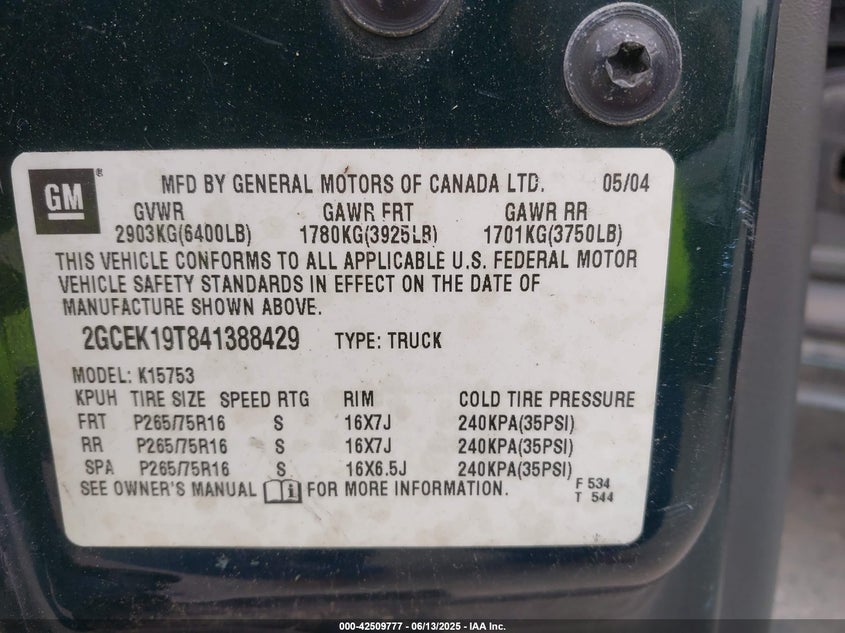 GM®
MFD BY GENERAL MOTORS OF CANADA LTD. 05/04
GVWR GAWR FRT GAWR RR
2903KG(6400LB) 1780KG(3925LB) 1701KG(3750LB)
THIS VEHICLE CONFORMS TO ALL APPLICABLE U.S. FEDERAL MOTOR
VEHICLE SAFETY STANDARDS IN EFFECT ON THE DATE OF
MANUFACTURE SHOWN ABOVE.
2GCEK19T841388429 TYPE: TRUCK
MODEL: K15753
KPUH TIRE SIZE SPEED RTG RIM COLD TIRE PRESSURE
FRT P265/75R16 S 16X7J 240KPA(35PSI)
RR P265/75R16 S 16X7J 240KPA(35PSI)
SPA P265/75R16 S 16X6.5J 240KPA(35PSI)
SEE OWNER'S MANUAL i FOR MORE INFORMATION. F 534
T 544
000-42509777 - 06/13/2025 - IAA Inc.